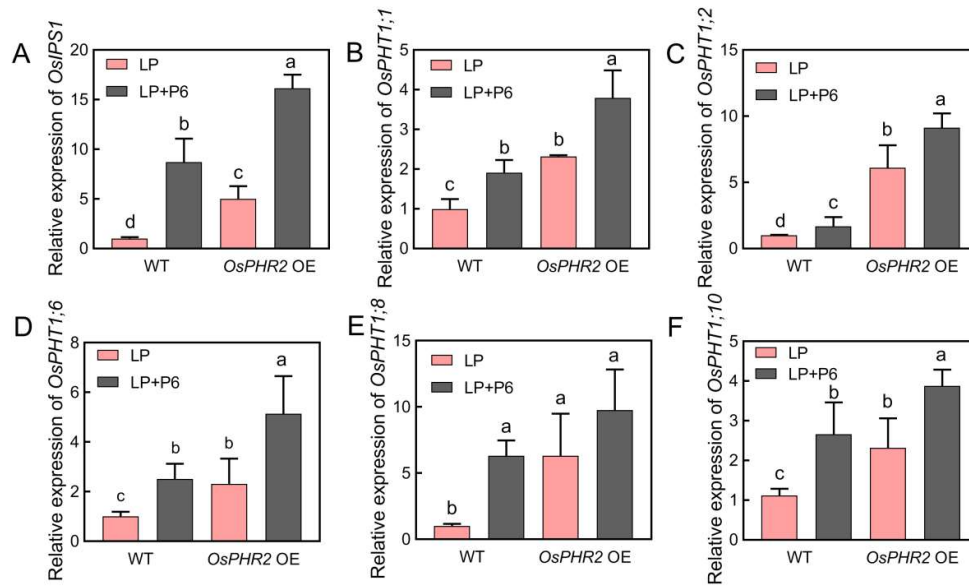 A
Relative expression of OsIPS1
20
15
10
5
0
LP
LP+P6
d
b
c
a
WT
OsPHR2 OE
B
Relative expression of OsPHT1;1
5
4
3
2
1
0
LP
LP+P6
c
b
b
a
WT
OsPHR2 OE
C
Relative expression of OsPHT1;2
15
10
5
0
LP
LP+P6
d
c
b
a
WT
OsPHR2 OE
D
Relative expression of OsPHT1;6
8
6
4
2
0
LP
LP+P6
c
b
b
a
WT
OsPHR2 OE
E
Relative expression of OsPHT1;8
15
10
5
0
LP
LP+P6
b
a
a
a
WT
OsPHR2 OE
F
Relative expression of OsPHT1;10
5
4
3
2
1
0
LP
LP+P6
c
b
b
a
WT
OsPHR2 OE